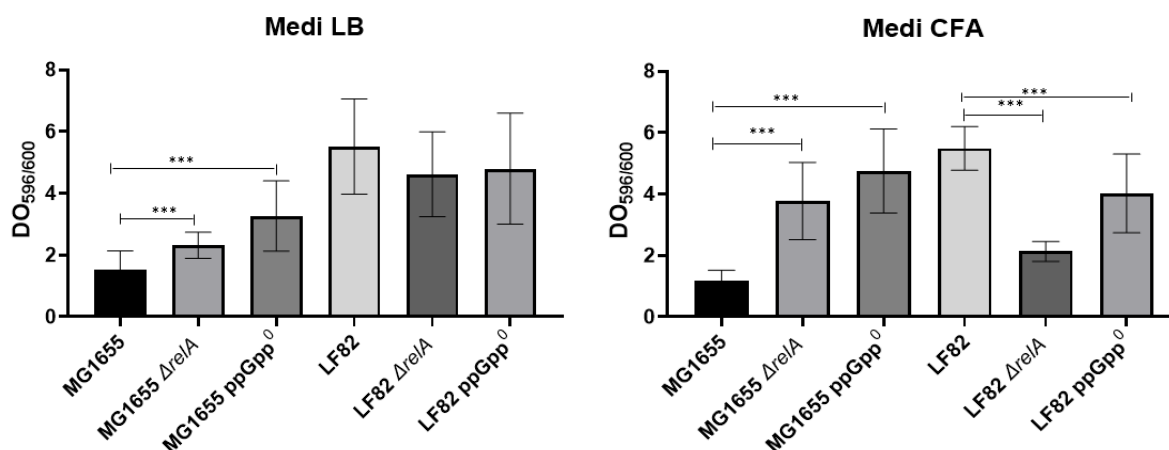 Medi LB
DO596/600
8
6
4
2
0
***
***
MG1655
MG1655 ΔrelA
MG1655 ppGpp⁰
LF82
LF82 ΔrelA
LF82 ppGpp⁰
Medi CFA
DO596/600
8
6
4
2
0
***
***
***
***
MG1655
MG1655 ΔrelA
MG1655 ppGpp⁰
LF82
LF82 ΔrelA
LF82 ppGpp⁰